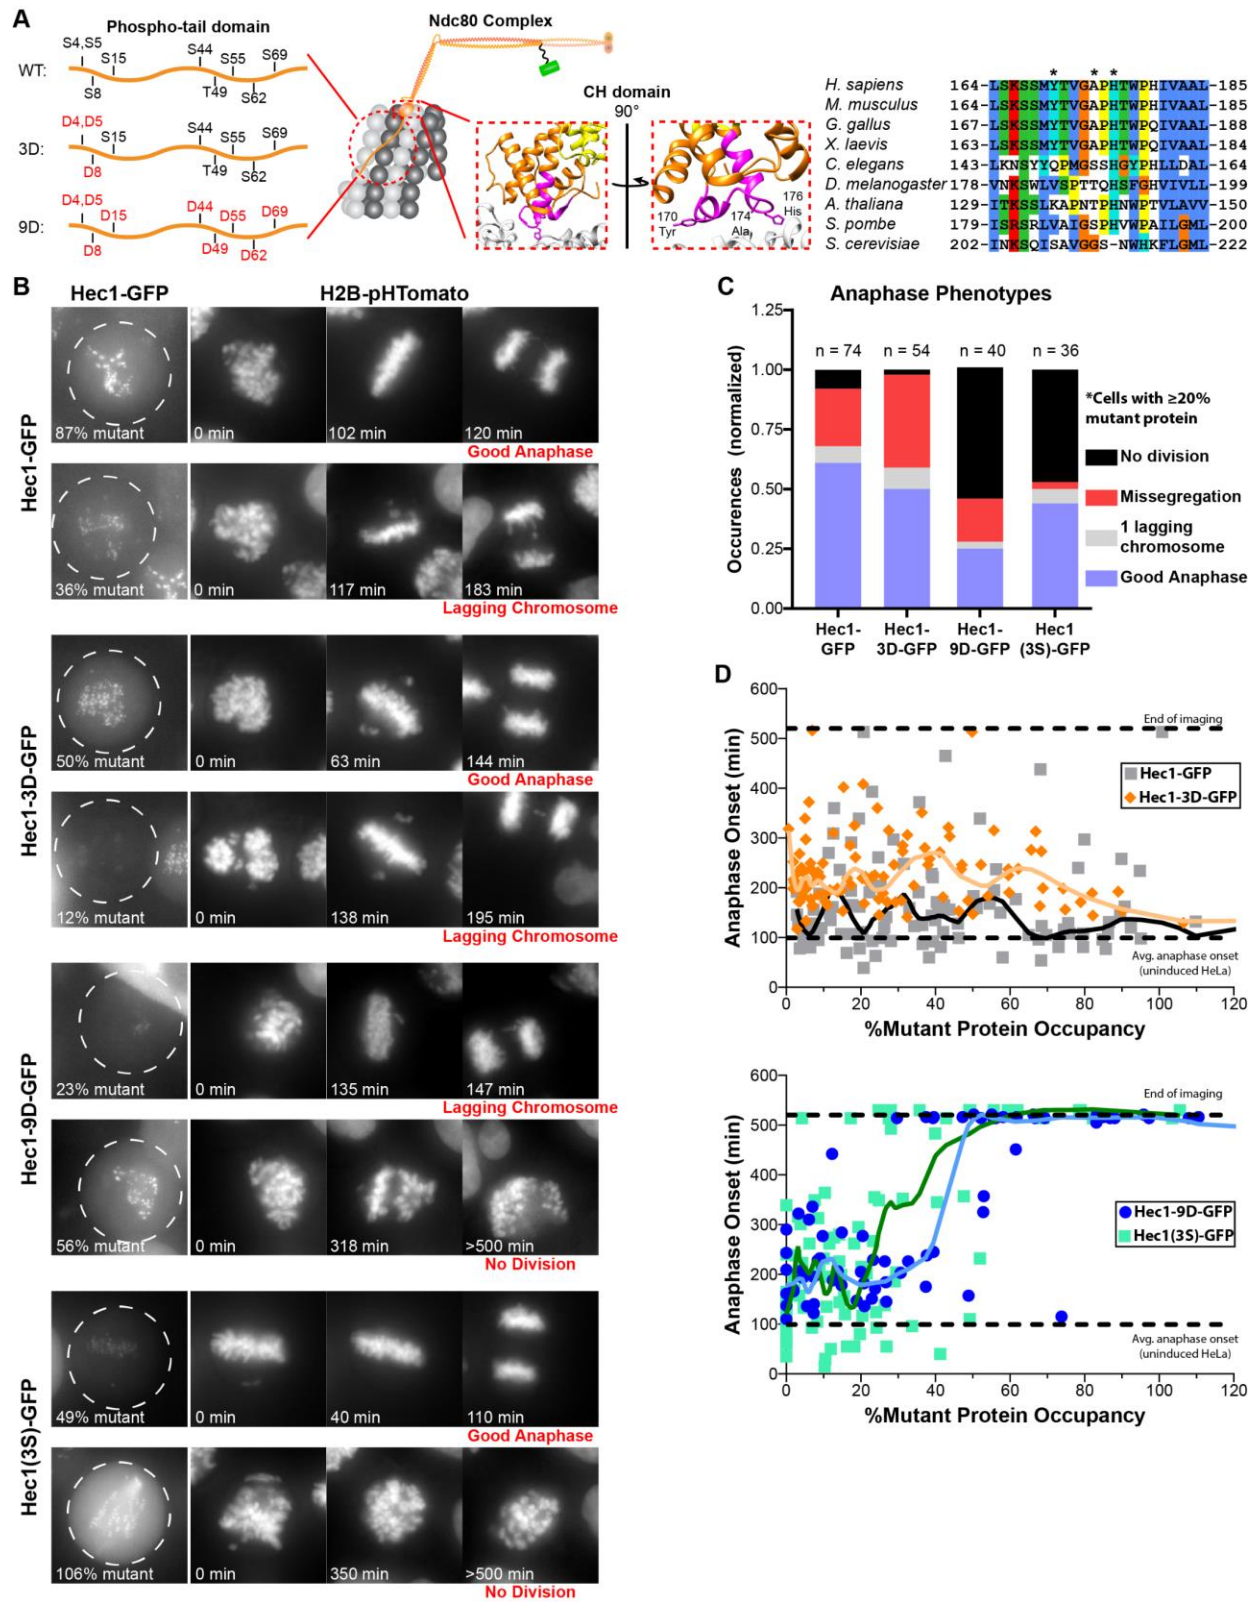 A
Phospho-tail domain
Ndc80 Complex
WT:
S4,S5
S15
S44
S55
S69
S8
T49
S62
3D:
D4,D5
S15
S44
S55
S69
D8
T49
S62
9D:
D4,D5
D15
D44
D55
D69
D8
D49
D62
CH domain
90°
170
Tyr
174
Ala
176
His
* * *
H. sapiens 164-LSKSSMYTVGAPHTWPHIVAAL-185
M. musculus 164-LSKSSMYTVGAPHTWPHIVAAL-185
G. gallus 167-LSKSSMYTVGAPHTWPQIVAAL-188
X. laevis 163-LSKSSMYTVGAPHTWPQIVAAL-184
C. elegans 143-LKNSYYQPMGSSHGYPHLLDAL-164
D. melanogaster 178-VNKSWLVSPTTQHSFGHVIVLL-199
A. thaliana 129-ITKSSLKAPNTPHNWPTVLAVV-150
S. pombe 179-ISRSRLVAIGSPHTWPAILGML-200
S. cerevisiae 202-INKSQISAVGGS-NWHKFLGML-222
B
Hec1-GFP
H2B-pHTomato
Hec1-GFP
87% mutant
0 min
102 min
120 min
Good Anaphase
36% mutant
0 min
117 min
183 min
Lagging Chromosome
Hec1-3D-GFP
50% mutant
0 min
63 min
144 min
Good Anaphase
12% mutant
0 min
138 min
195 min
Lagging Chromosome
Hec1-9D-GFP
23% mutant
0 min
135 min
147 min
Lagging Chromosome
56% mutant
0 min
318 min
>500 min
No Division
Hec1(3S)-GFP
49% mutant
0 min
40 min
110 min
Good Anaphase
106% mutant
0 min
350 min
>500 min
No Division
C
Anaphase Phenotypes
Occurences (normalized)
1.25
1.00
0.75
0.50
0.25
0.00
n = 74
n = 54
n = 40
n = 36
Hec1-
GFP
Hec1-
3D-GFP
Hec1-
9D-GFP
Hec1
(3S)-GFP
*Cells with ≥20%
mutant protein
No division
Missegregation
1 lagging
chromosome
Good Anaphase
D
Anaphase Onset (min)
600
500
400
300
200
100
0
End of imaging
Hec1-GFP
Hec1-3D-GFP
Avg. anaphase onset
(uninduced HeLa)
0 20 40 60 80 100 120
%Mutant Protein Occupancy
Anaphase Onset (min)
600
500
400
300
200
100
0
End of imaging
Hec1-9D-GFP
Hec1(3S)-GFP
Avg. anaphase onset
(uninduced HeLa)
0 20 40 60 80 100 120
%Mutant Protein Occupancy